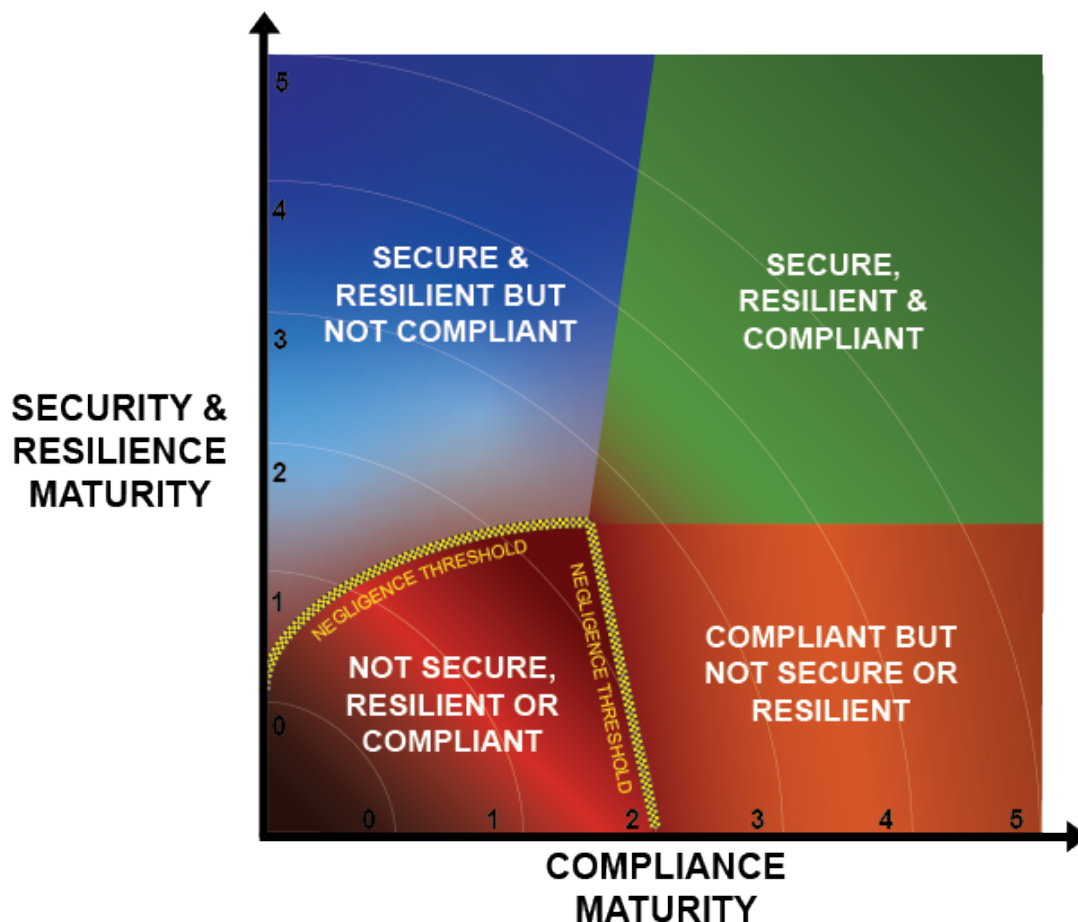 5
4
SECURE &
RESILIENT BUT
NOT COMPLIANT
SECURE,
RESILIENT &
COMPLIANT
3
SECURITY &
RESILIENCE
MATURITY
2
NEGLIGENCE THRESHOLD
NEGLIGENCE THRESHOLD
1
NOT SECURE,
RESILIENT OR
COMPLIANT
COMPLIANT BUT
NOT SECURE OR
RESILIENT
0
0 1 2 3 4 5
COMPLIANCE
MATURITY